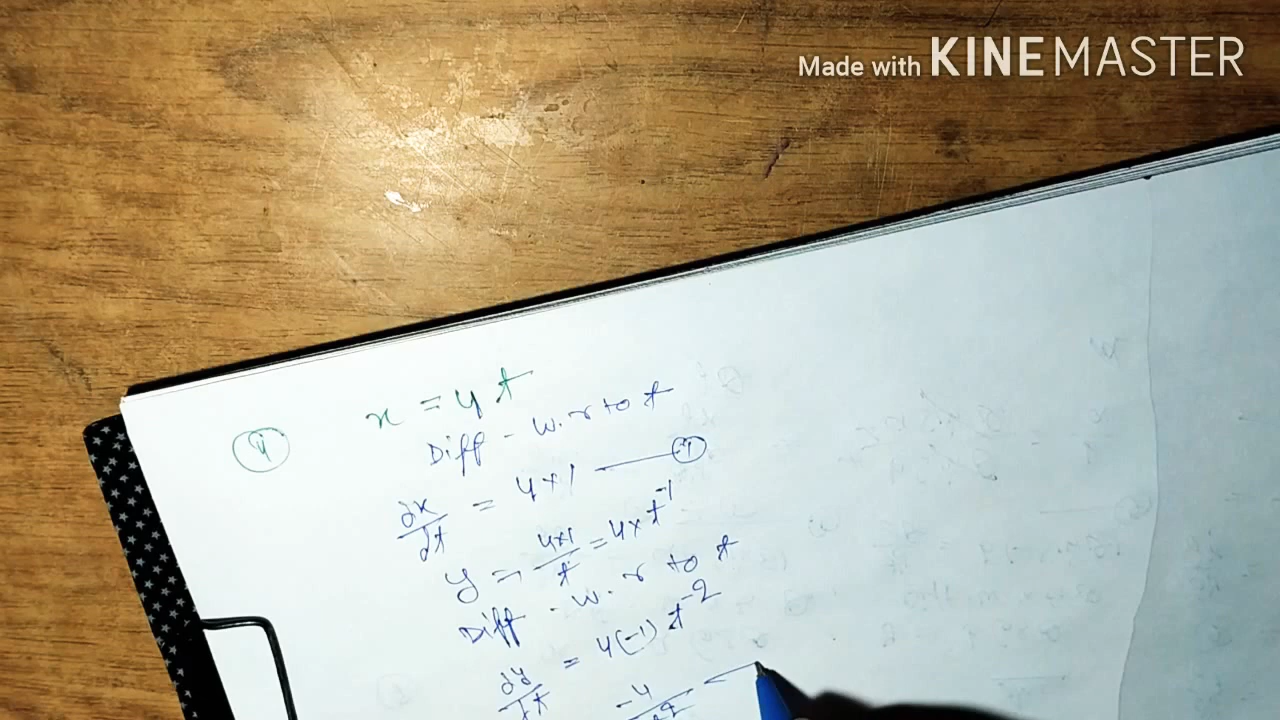 Made with KINEMASTER
④ x = 4t
Diff - w.r to t
dx/dt = 4×1 — ①
y = 4×1/t = 4×t⁻¹
Diff - w.r to t
dy/dt = 4(-1) t⁻²
-4